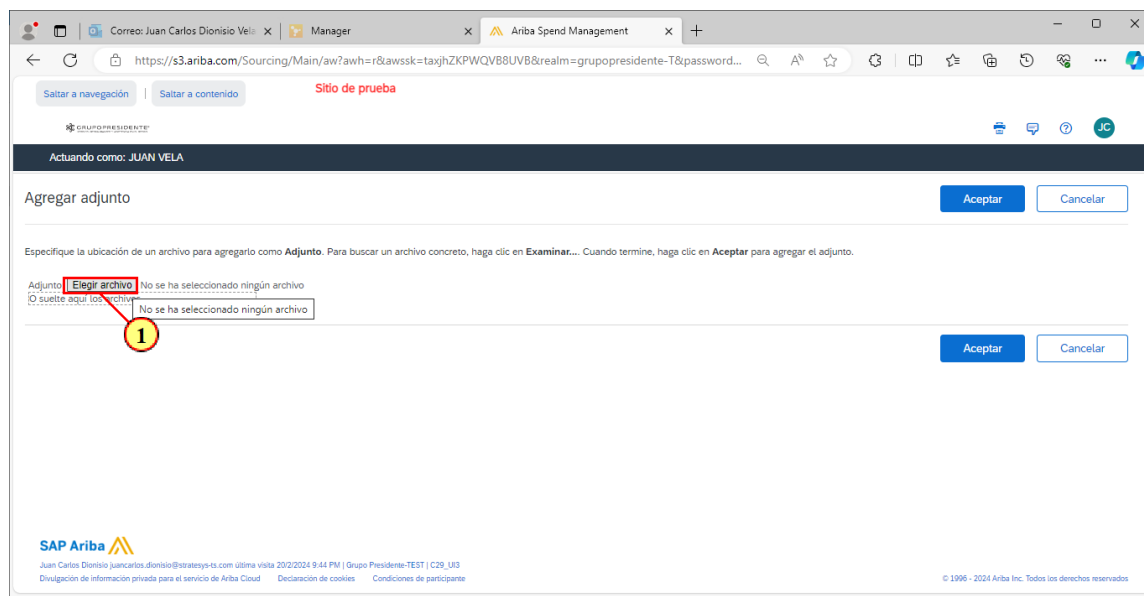 Correo: Juan Carlos Dionisio Vela
Manager
Ariba Spend Management
https://s3.ariba.com/Sourcing/Main/aw?awh=r&awssk=taxjhZKPWQVB8UVB&realm=grupopresidente-T&password...
Saltar a navegación | Saltar a contenido
Sitio de prueba
GRUPO PRESIDENTE
JC
Actuando como: JUAN VELA
Agregar adjunto
Aceptar
Cancelar
Especifique la ubicación de un archivo para agregarlo como Adjunto. Para buscar un archivo concreto, haga clic en Examinar.... Cuando termine, haga clic en Aceptar para agregar el adjunto.
Adjunto Elegir archivo No se ha seleccionado ningún archivo
O suelte aquí los archivos
No se ha seleccionado ningún archivo
1
Aceptar
Cancelar
SAP Ariba
Juan Carlos Dionisio juancarlos.dionisio@stratesys-ts.com última visita 20/2/2024 9:44 PM | Grupo Presidente-TEST | C29_UI3
Divulgación de información privada para el servicio de Ariba Cloud Declaración de cookies Condiciones de participante
© 1996 - 2024 Ariba Inc. Todos los derechos reservados